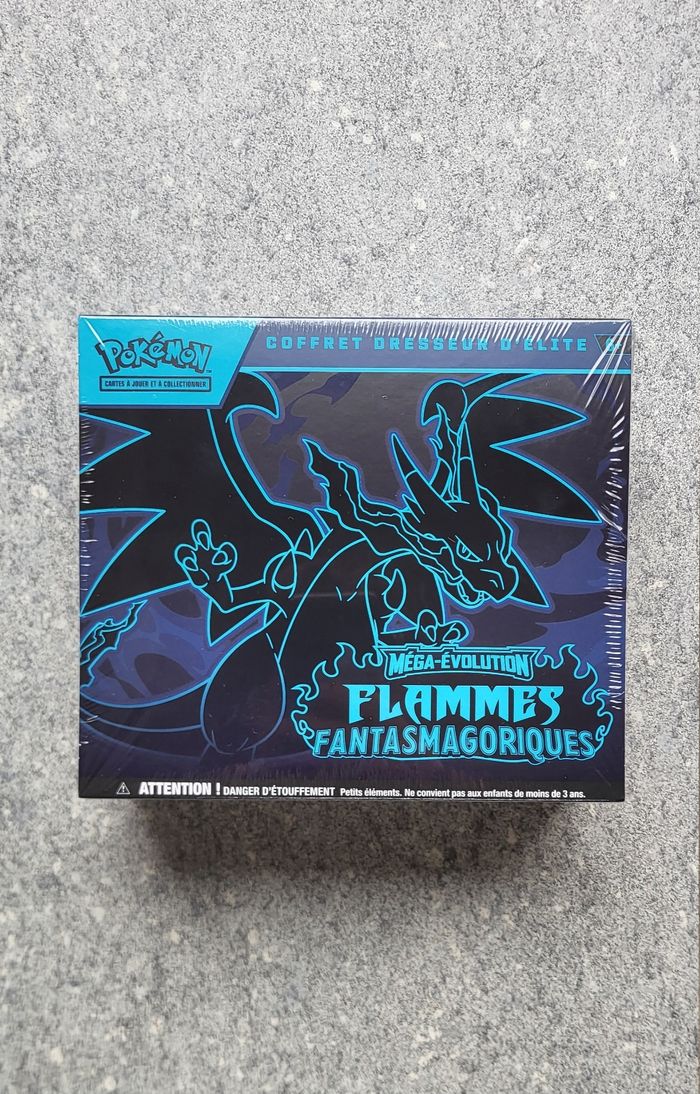 POKéMON
CARTES À JOUER ET À COLLECTIONNER
COFFRET DRESSEUR D'ÉLITE 6+
MÉGA-ÉVOLUTION
FLAMMES
FANTASMAGORIQUES
ATTENTION ! DANGER D'ÉTOUFFEMENT Petits éléments. Ne convient pas aux enfants de moins de 3 ans.